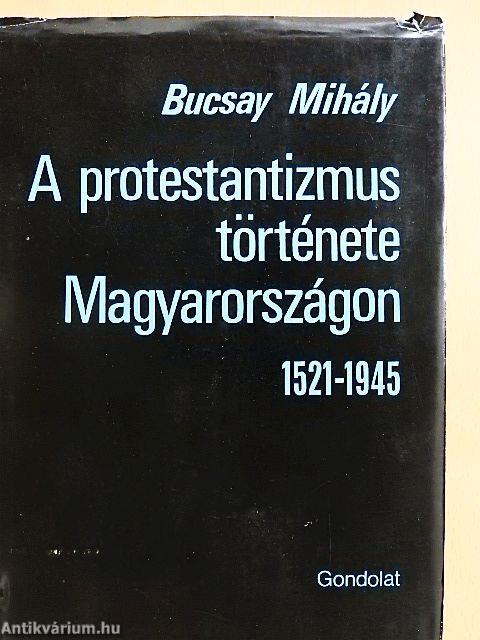 Bucsay Mihály
A protestantizmus
története
Magyarországon
1521-1945
Gondolat
Antikvárium.hu